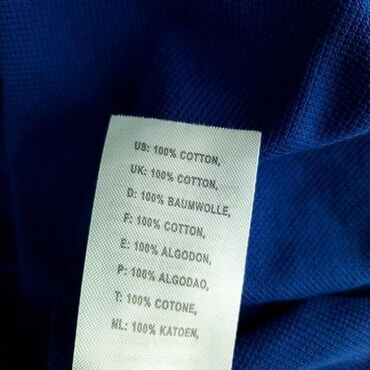 US: 100% COTTON,
UK: 100% COTTON,
D: 100% BAUMWOLLE,
F: 100% COTTON,
E: 100% ALGODON,
P: 100% ALGODAO,
T: 100% COTONE,
NL: 100% KATOEN,